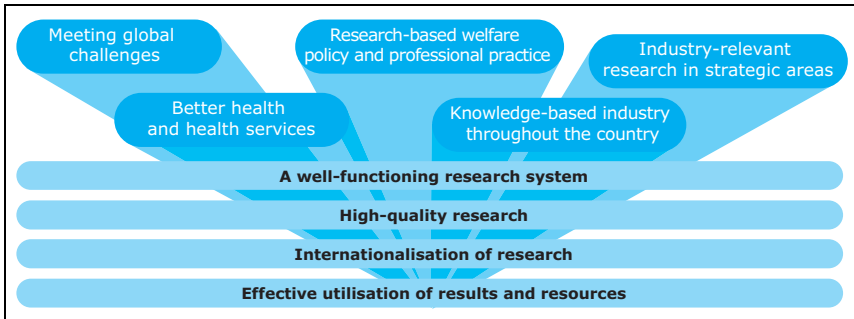 Meeting global
challenges
Research-based welfare
policy and professional practice
Industry-relevant
research in strategic areas
Better health
and health services
Knowledge-based industry
throughout the country
A well-functioning research system
High-quality research
Internationalisation of research
Effective utilisation of results and resources